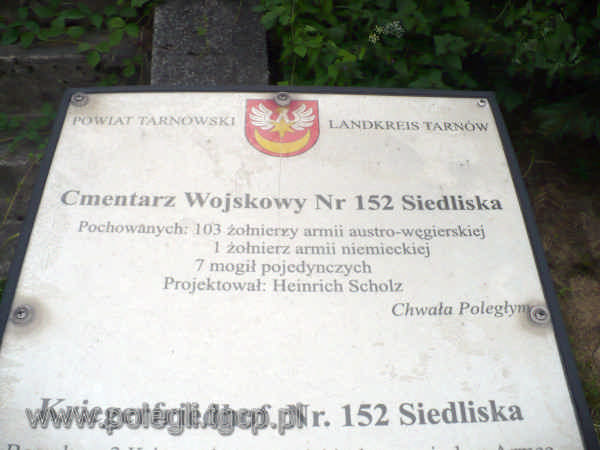 POWIAT TARNOWSKI LANDKREIS TARNÓW
Cmentarz Wojskowy Nr 152 Siedliska
Pochowanych: 103 żołnierzy armii austro-węgierskiej
1 żołnierz armii niemieckiej
7 mogił pojedynczych
Projektował: Heinrich Scholz
Chwała Poległym
Nr. 152 Siedliska
www.polegli.tgcp.pl